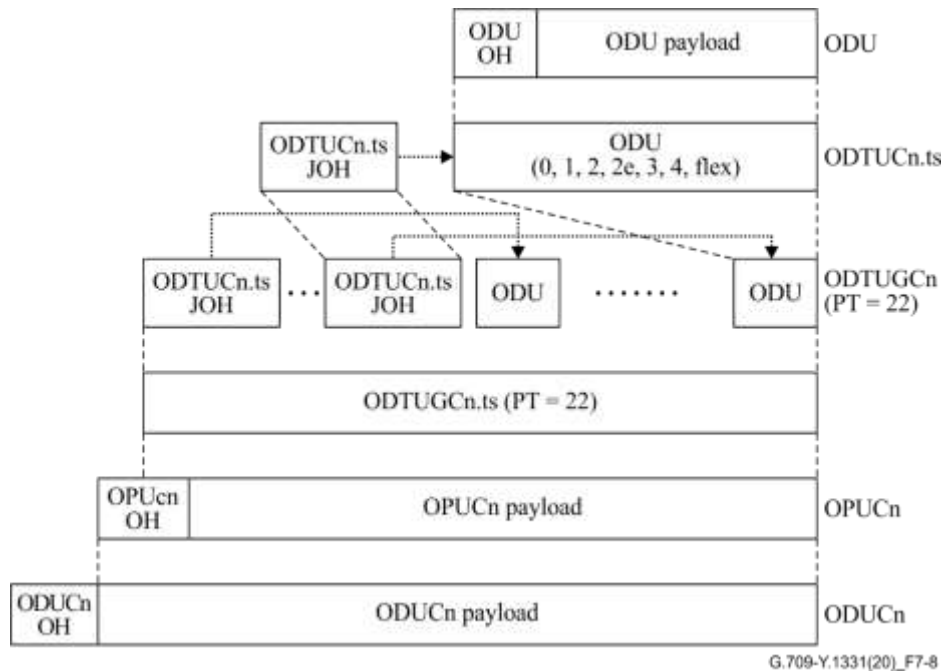 ODU
OH
ODU payload
ODU
ODTUCn.ts
JOH
ODU
(0, 1, 2, 2e, 3, 4, flex)
ODTUCn.ts
ODTUCn.ts
JOH
ODTUCn.ts
JOH
ODU
ODU
ODTUGCn
(PT = 22)
ODTUGCn.ts (PT = 22)
OPUcn
OH
OPUCn payload
OPUCn
ODUCn
OH
ODUCn payload
ODUCn
G.709-Y.1331(20)_F7-8